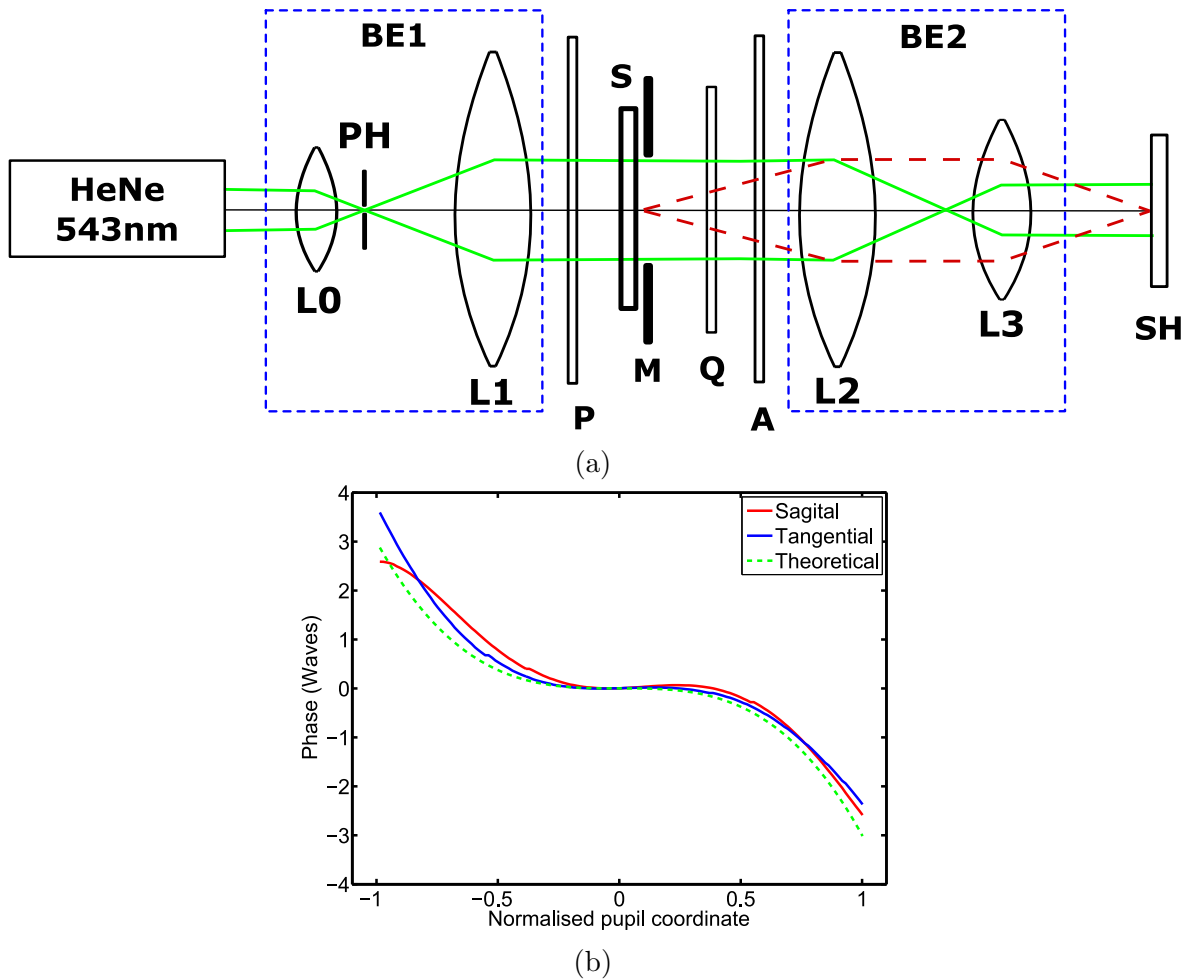 BE1
BE2
S
PH
HeNe
543nm
L0
L1
P
M
Q
A
L2
L3
SH
(a)
4
3
2
1
0
−1
−2
−3
−4
Phase (Waves)
Sagital
Tangential
Theoretical
−1
−0.5
0
0.5
1
Normalised pupil coordinate
(b)